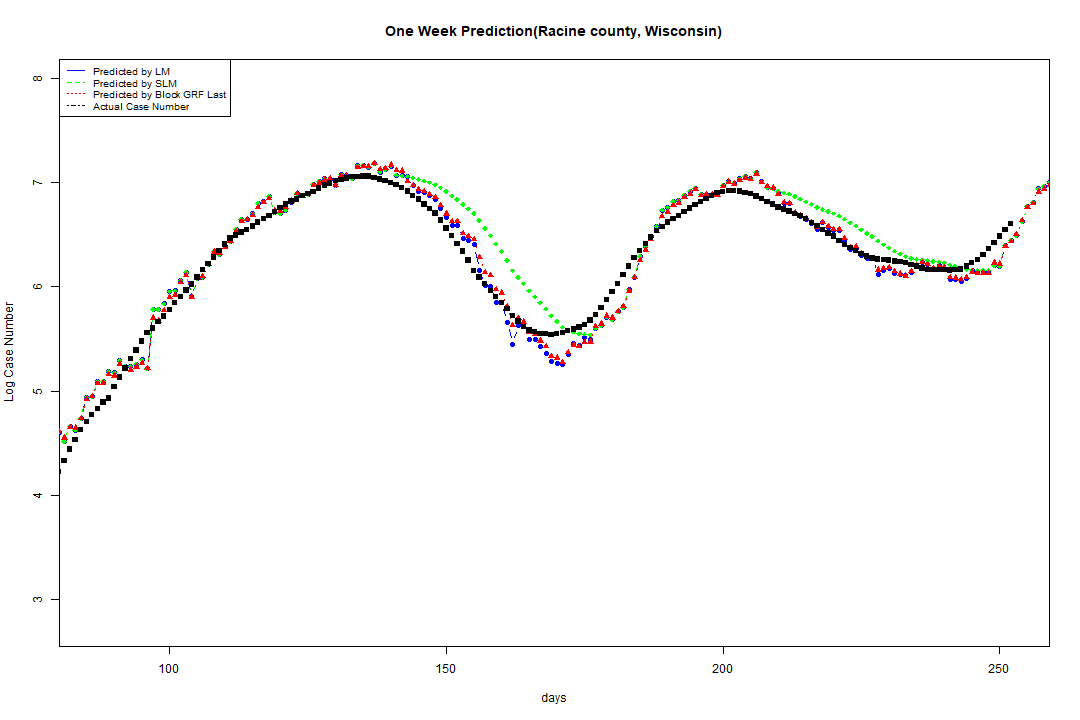 One Week Prediction(Racine county, Wisconsin)
Predicted by LM
Predicted by SLM
Predicted by Block GRF Last
Actual Case Number
8
7
6
5
4
3
Log Case Number
100 150 200 250
days